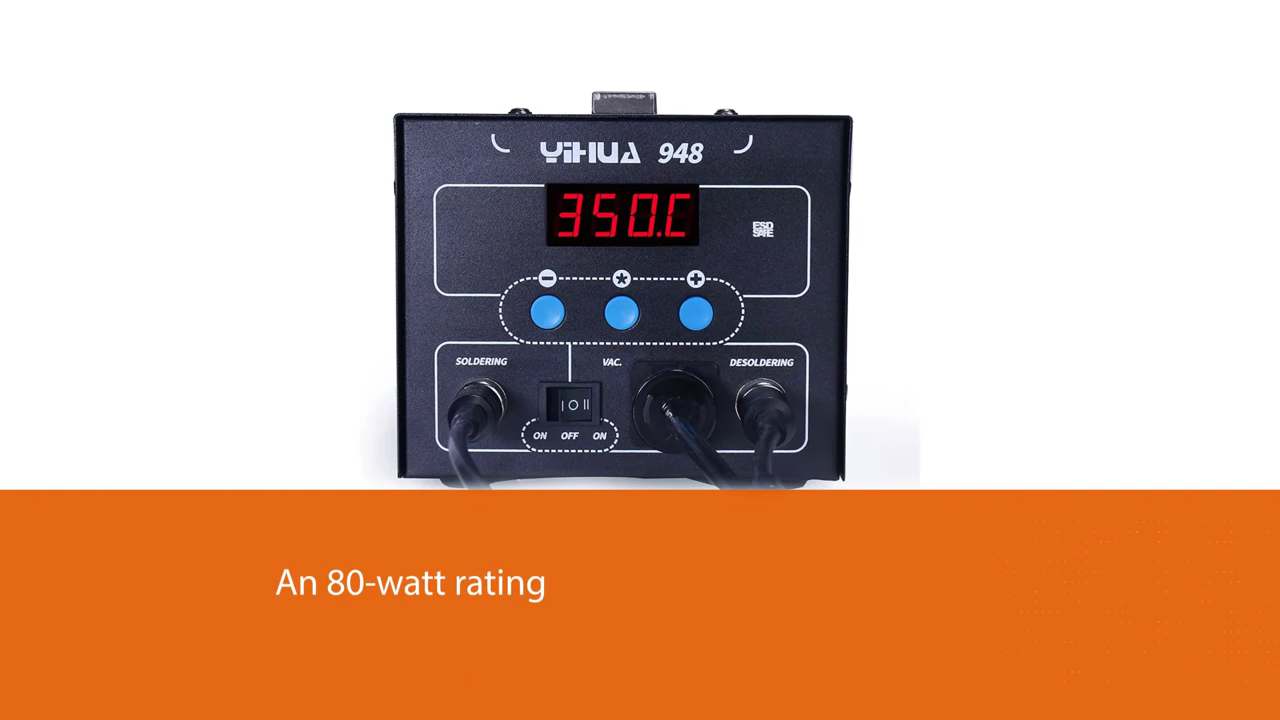 YIHUA 948
350.C
ESD
SAFE
SOLDERING
VAC.
DESOLDERING
I O II
ON OFF ON
An 80-watt rating